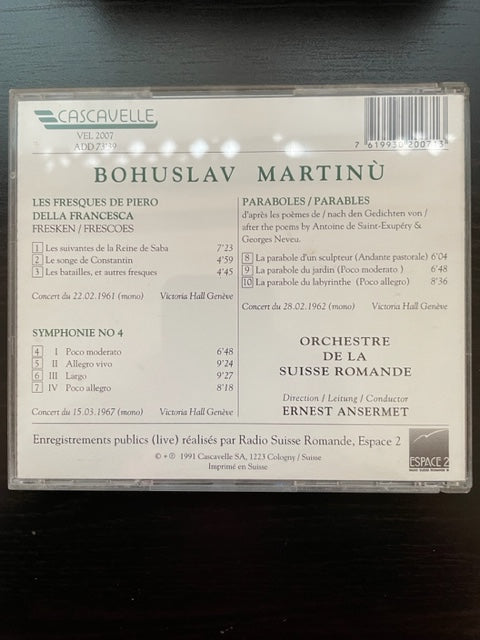 CASCAVELLE
VEL 2007
ADD 73'39
7 619930 200713
BOHUSLAV MARTINÙ
LES FRESQUES DE PIERO
DELLA FRANCESCA
FRESKEN / FRESCOES
1 Les suivantes de la Reine de Saba 7'23
2 Le songe de Constantin 4'59
3 Les batailles, et autres fresques 4'45
Concert du 22.02.1961 (mono) Victoria Hall Genève
SYMPHONIE NO 4
4 I Poco moderato 6'48
5 II Allegro vivo 9'24
6 III Largo 9'27
7 IV Poco allegro 8'18
Concert du 15.03.1967 (mono) Victoria Hall Genève
PARABOLES / PARABLES
d'après les poèmes de / nach den Gedichten von /
after the poems by Antoine de Saint-Exupéry &
Georges Neveu.
8 La parabole d'un sculpteur (Andante pastorale) 6'04
9 La parabole du jardin (Poco moderato ) 6'48
10 La parabole du labyrinthe (Poco allegro) 8'36
Concert du 28.02.1962 (mono) Victoria Hall Genève
ORCHESTRE
DE LA
SUISSE ROMANDE
Direction / Leitung / Conductor
ERNEST ANSERMET
Enregistrements publics (live) réalisés par Radio Suisse Romande, Espace 2
© + ℗ 1991 Cascavelle SA, 1223 Cologny / Suisse
Imprimé en Suisse
ESPACE 2
RADIO SUISSE ROMANDE